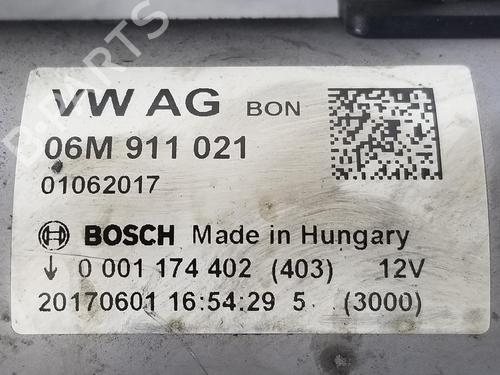 B-PARTS
VW AG BON
06M 911 021
01062017
BOSCH Made in Hungary
↓ 0 001 174 402 (403) 12V
20170601 16:54:29 5 (3000)